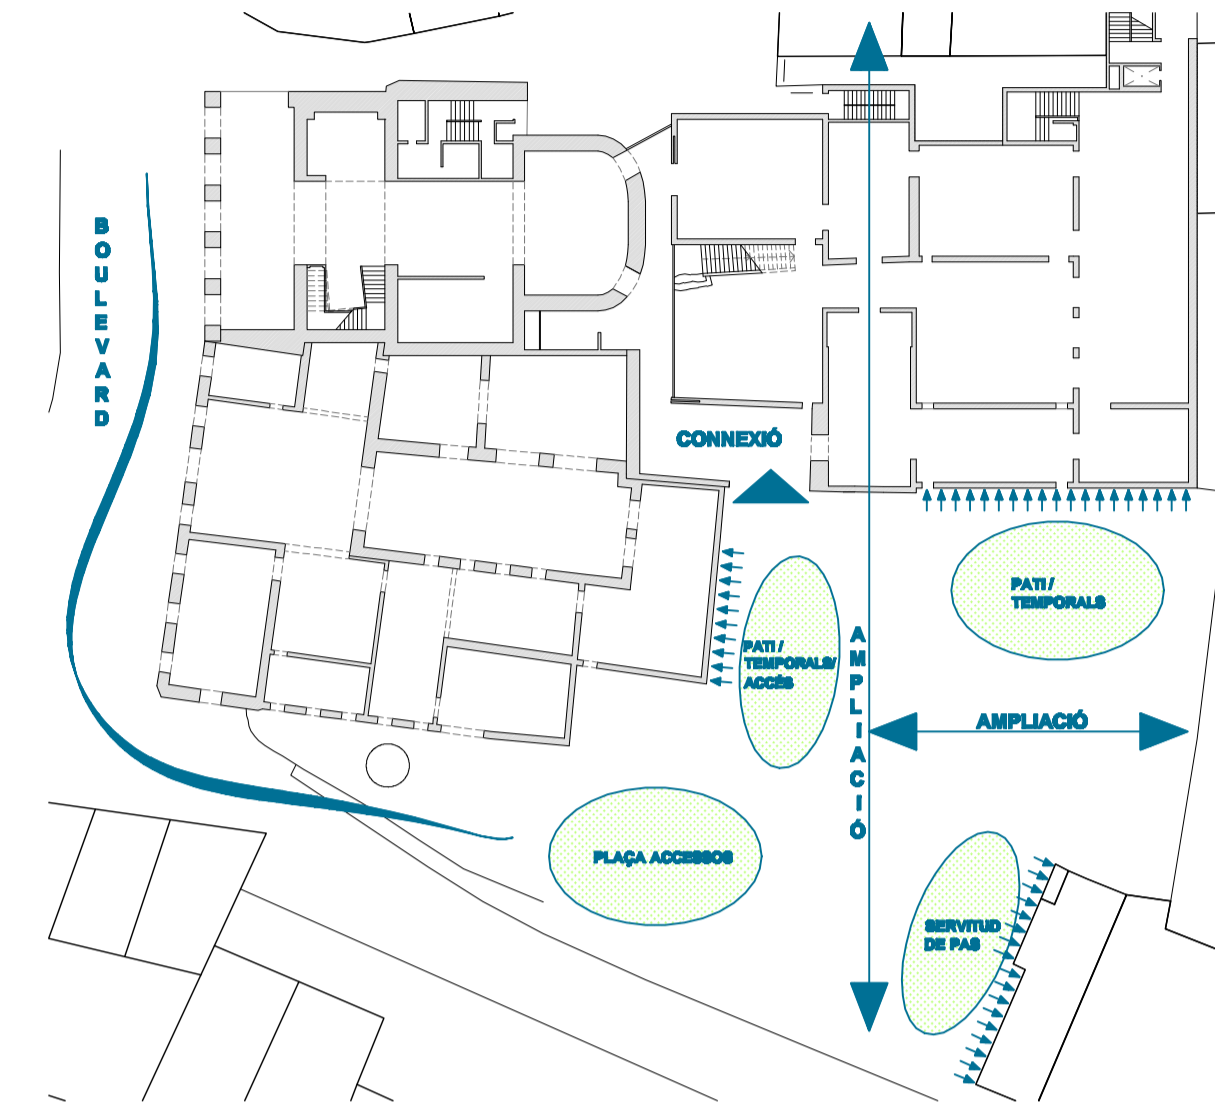 BOULEVARD
CONNEXIÓ
PATI /
TEMPORALS
PATI /
TEMPORALS/
ACCÉS
AMPLIACIÓ
AMPLIACIÓ
PLAÇA ACCESSOS
SERVITUD
DE PAS